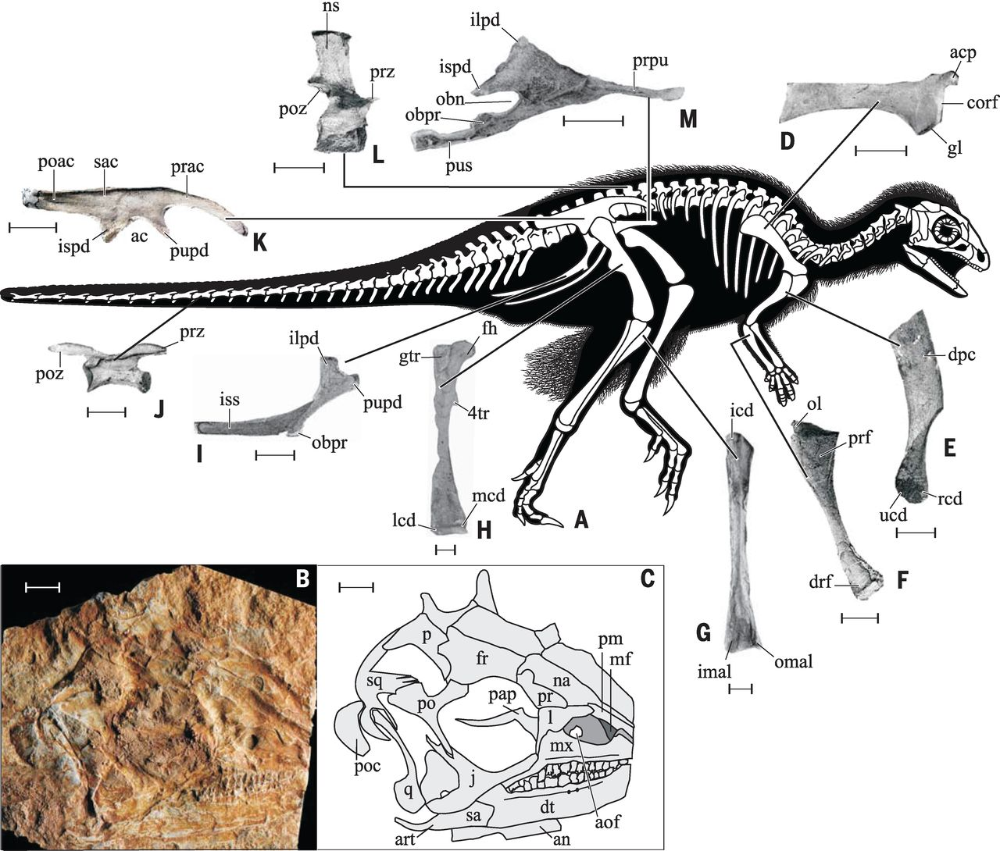 ns
prz
poz
L
ilpd
ispd
obn
obpr
pus
prpu
M
acp
corf
gl
D
poac
sac
prac
ispd
ac
pupd
K
poz
prz
J
ilpd
iss
pupd
obpr
I
gtr
fh
4tr
lcd
mcd
H
A
icd
imal
omal
G
ol
prf
drf
F
dpc
ucd
rcd
E
B
C
p
fr
sq
po
pap
na
pr
l
pm
mf
mx
poc
q
j
sa
dt
aof
art
an